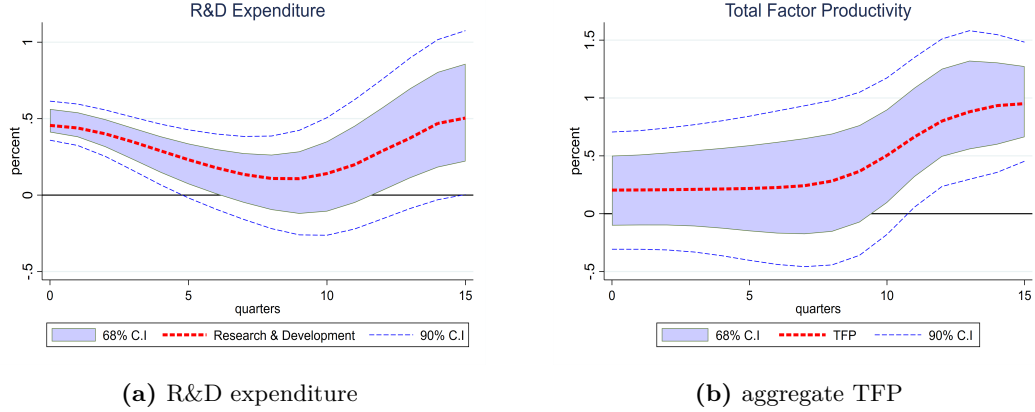 R&D Expenditure
percent
1
.5
0
-.5
0 5 10 15
quarters
68% C.I Research & Development 90% C.I
(a) R&D expenditure
Total Factor Productivity
percent
1.5
1
.5
0
-.5
0 5 10 15
quarters
68% C.I TFP 90% C.I
(b) aggregate TFP